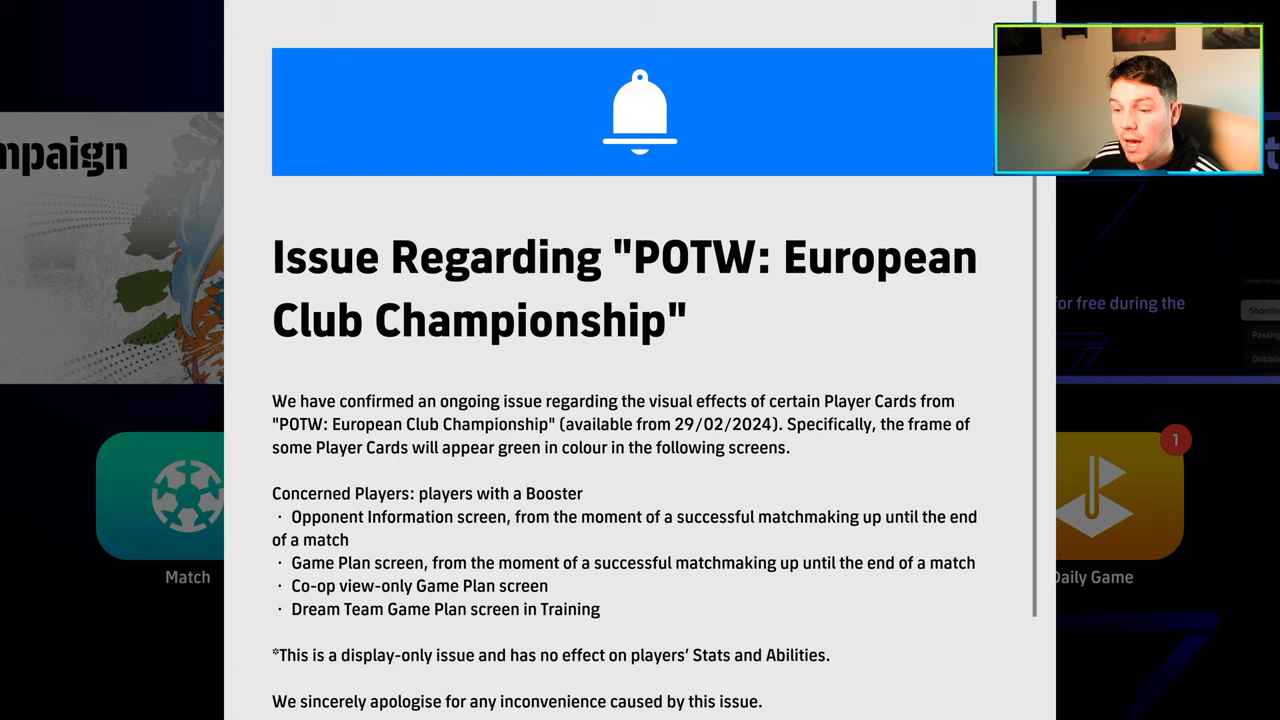 Issue Regarding "POTW: European
Club Championship"
We have confirmed an ongoing issue regarding the visual effects of certain Player Cards from
"POTW: European Club Championship" (available from 29/02/2024). Specifically, the frame of
some Player Cards will appear green in colour in the following screens.
Concerned Players: players with a Booster
· Opponent Information screen, from the moment of a successful matchmaking up until the end
of a match
· Game Plan screen, from the moment of a successful matchmaking up until the end of a match
· Co-op view-only Game Plan screen
· Dream Team Game Plan screen in Training
*This is a display-only issue and has no effect on players' Stats and Abilities.
We sincerely apologise for any inconvenience caused by this issue.
mpaign
Match
for free during the
Shootin
Passing
Dribbli
1
Daily Game